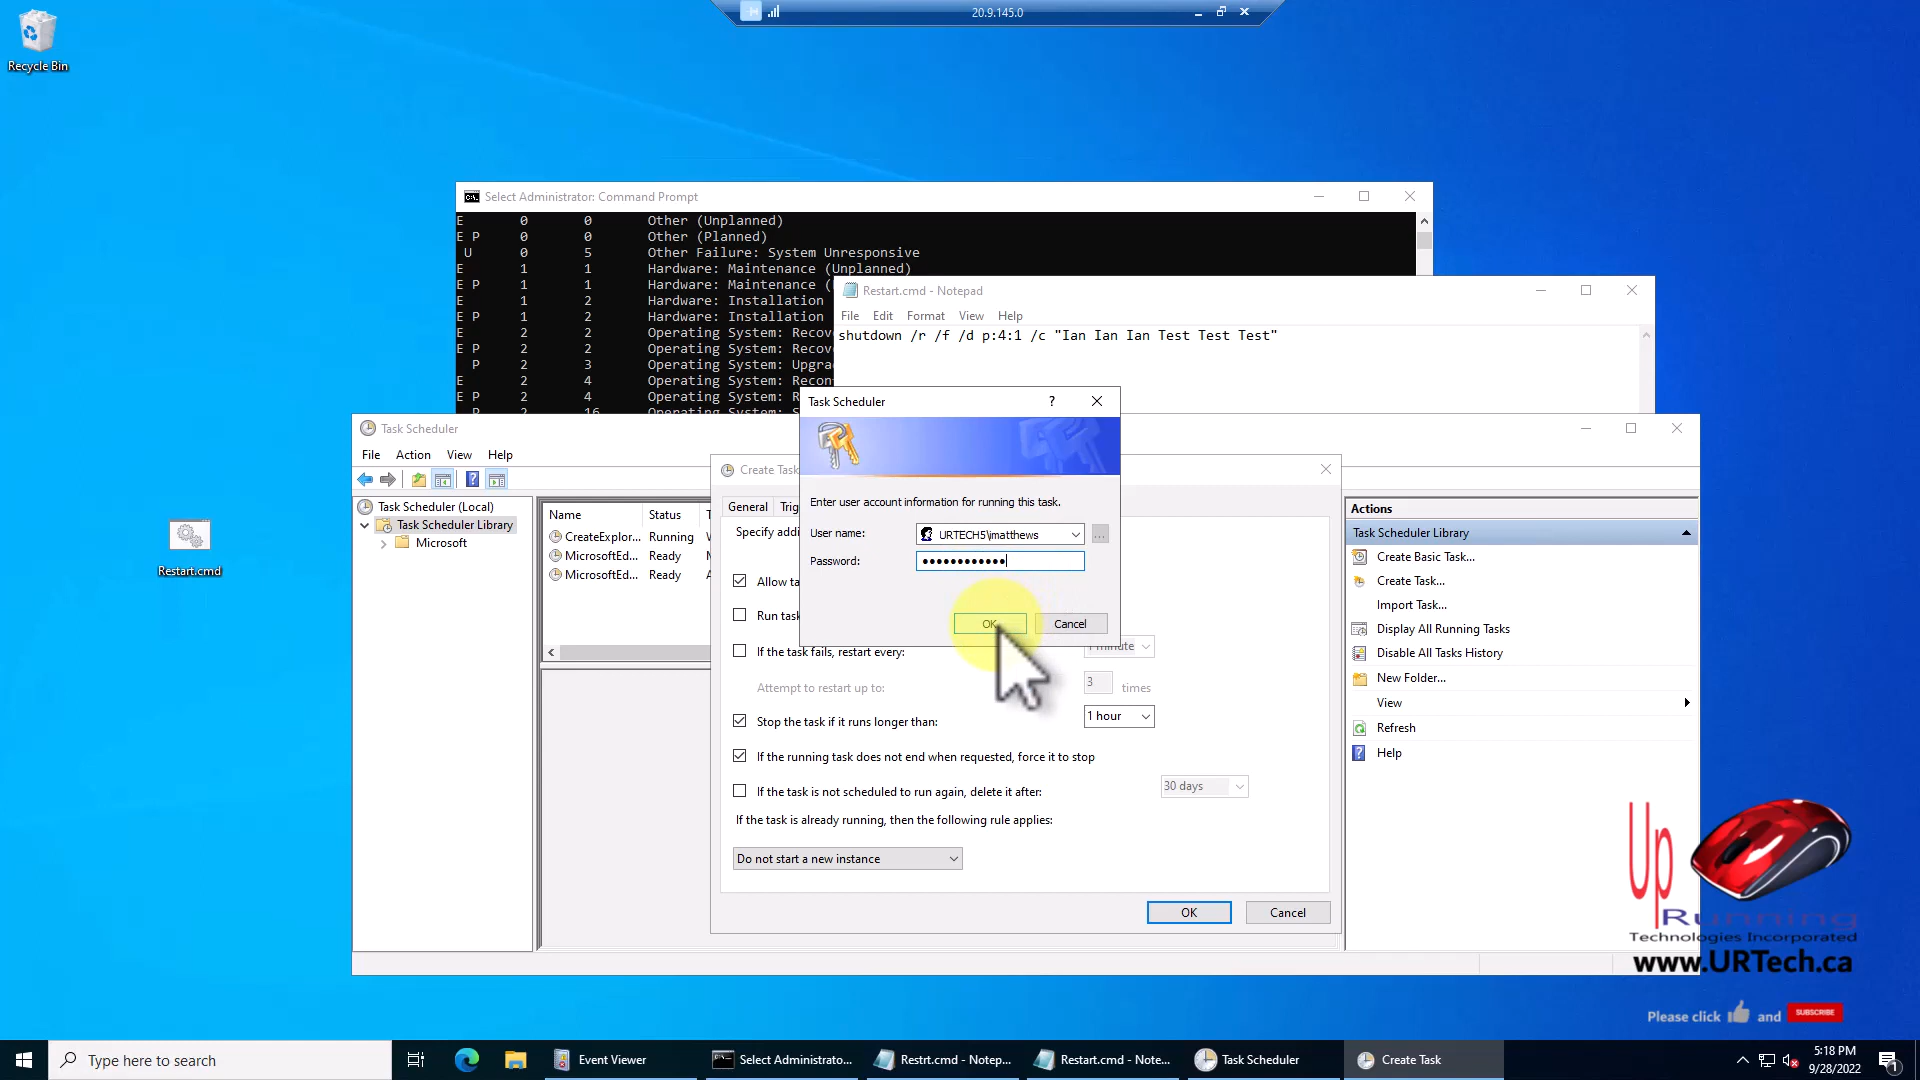 20.9.145.0
Recycle Bin
Select Administrator: Command Prompt
E 0 0 Other (Unplanned)
E P 0 0 Other (Planned)
U 0 5 Other Failure: System Unresponsive
E 1 1 Hardware: Maintenance (Unplanned)
E P 1 1 Hardware: Maintenance (
E 1 2 Hardware: Installation
E P 1 2 Hardware: Installation
E 2 2 Operating System: Recov
E P 2 2 Operating System: Recov
P 2 3 Operating System: Upgra
E 2 4 Operating System: Recon
E P 2 4 Operating System: R
P 2 16 Operating System: S
Restart.cmd - Notepad
File Edit Format View Help
shutdown /r /f /d p:4:1 /c "Ian Ian Ian Test Test Test"
Task Scheduler
File Action View Help
Task Scheduler (Local)
Task Scheduler Library
Microsoft
Name Status T
CreateExplor... Running
MicrosoftEd... Ready
MicrosoftEd... Ready
Restart.cmd
Create Task
General Trig
Specify addi
Allow ta
Run task
If the task fails, restart every: 1 minute
Attempt to restart up to: 3 times
Stop the task if it runs longer than: 1 hour
If the running task does not end when requested, force it to stop
If the task is not scheduled to run again, delete it after: 30 days
If the task is already running, then the following rule applies:
Do not start a new instance
OK Cancel
Task Scheduler ?
Enter user account information for running this task.
User name: URTECH5\imatthews ...
Password: ••••••••••••
OK Cancel
Actions
Task Scheduler Library
Create Basic Task...
Create Task...
Import Task...
Display All Running Tasks
Disable All Tasks History
New Folder...
View
Refresh
Help
Up
Running
Technologies Incorporated
www.URTech.ca
Please click and SUBSCRIBE
Type here to search
Event Viewer
Select Administrato...
Restrt.cmd - Notep...
Restart.cmd - Note...
Task Scheduler
Create Task
5:18 PM
9/28/2022
1